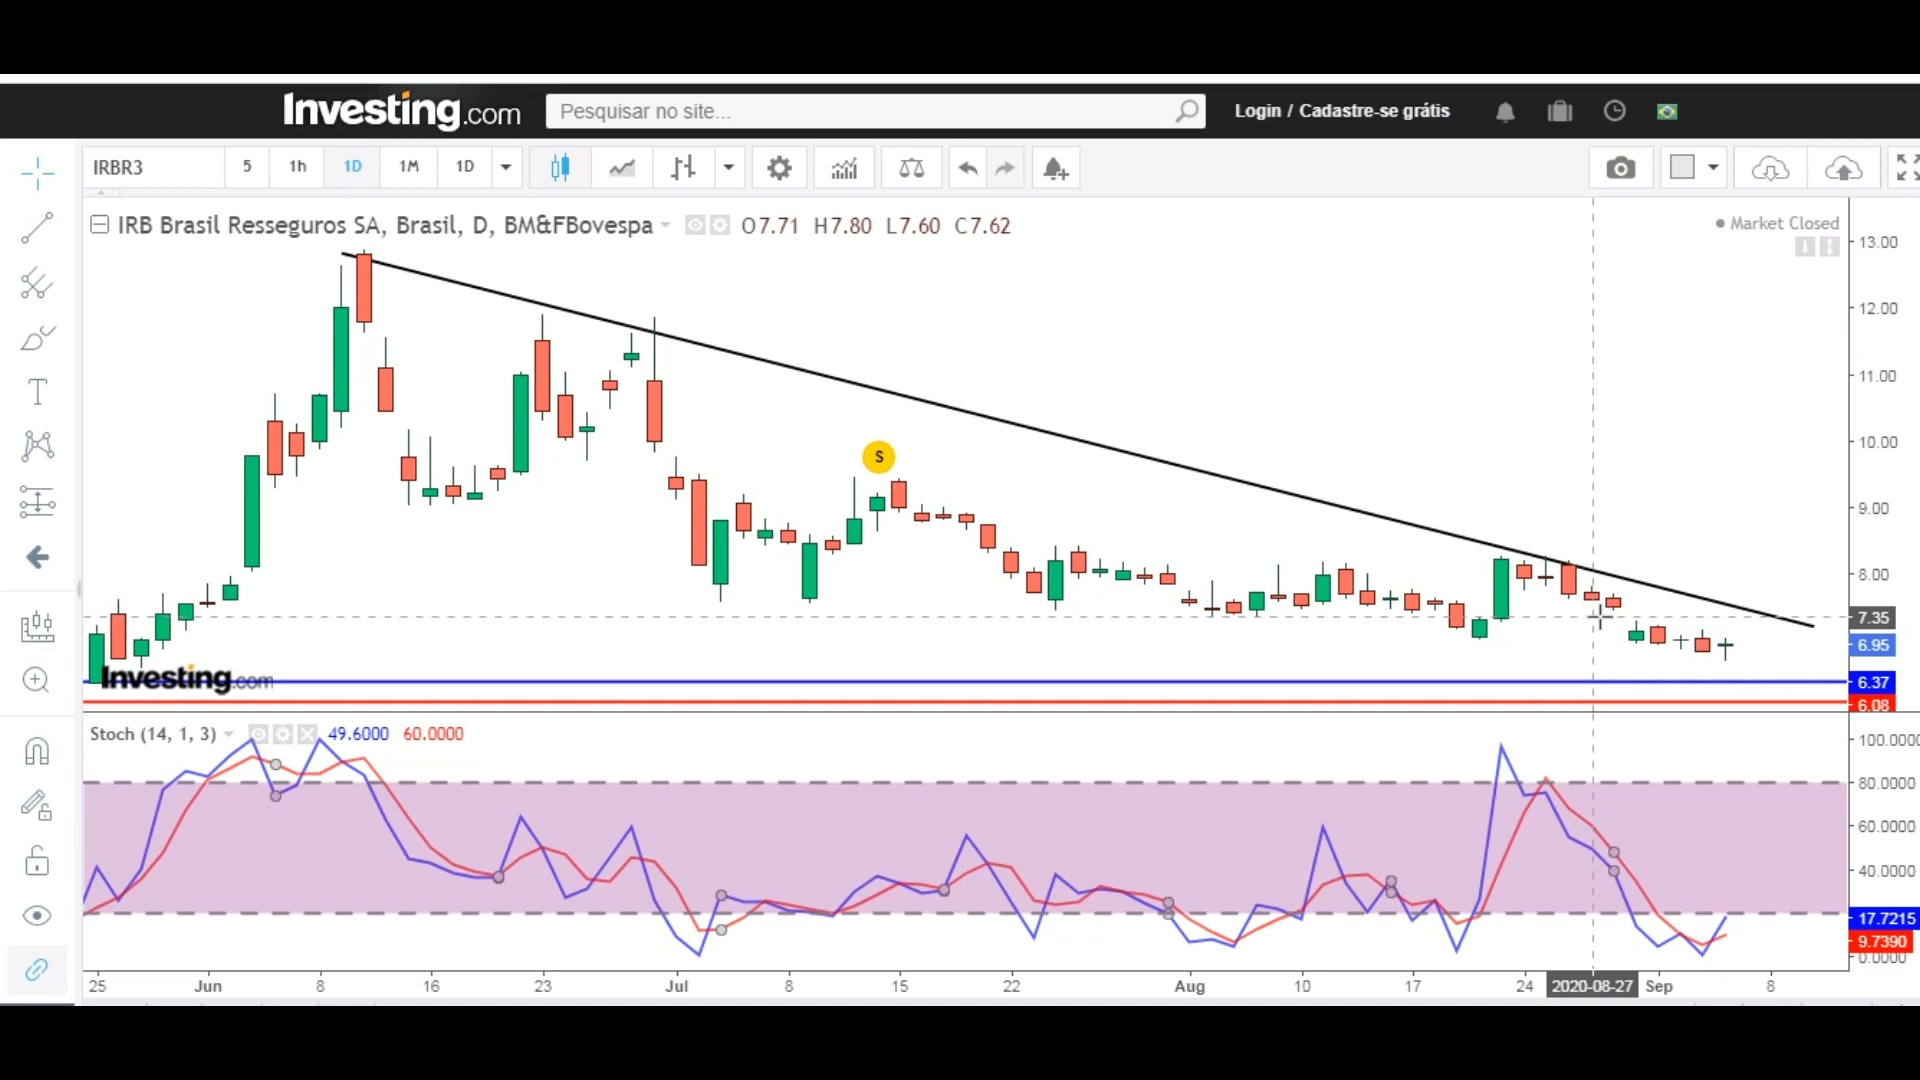 Investing.com
Pesquisar no site...
Login / Cadastre-se grátis
IRBR3 5 1h 1D 1M 1D
IRB Brasil Resseguros SA, Brasil, D, BM&FBovespa O7.71 H7.80 L7.60 C7.62
Market Closed
13.00
12.00
11.00
10.00
9.00
8.00
7.35
6.95
6.37
6.08
S
T
Investing.com
Stoch (14, 1, 3) 49.6000 60.0000
100.0000
80.0000
60.0000
40.0000
17.7215
9.7390
0.0000
25 Jun 8 16 23 Jul 8 15 22 Aug 10 17 24 2020-08-27 Sep 8